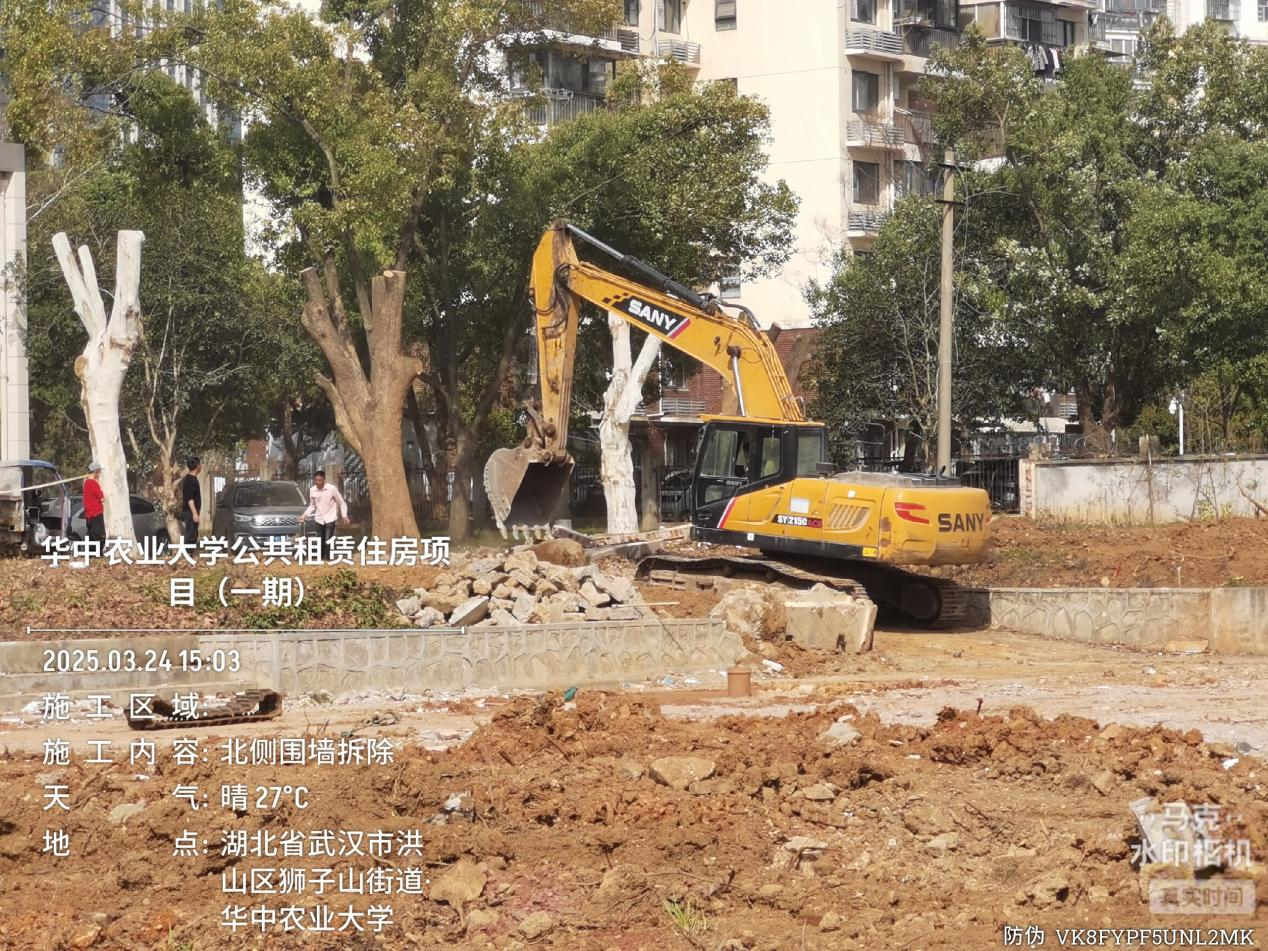 SANY
SANY
SY215C
SANY
华中农业大学公共租赁住房项
目（一期）
2025.03.24 15:03
施工区域:
施工内容: 北侧围墙拆除
天气: 晴 27℃
地点: 湖北省武汉市洪
山区狮子山街道·
华中农业大学
马克
水印相机
真实时间
防伪 VK8FYPF5UNL2MK